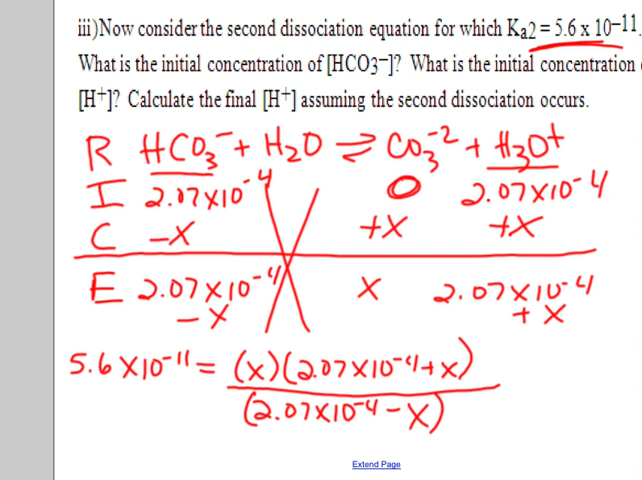 iii)Now consider the second dissociation equation for which Ka2 = 5.6 x 10−11.
What is the initial concentration of [HCO3−]? What is the initial concentration
[H+]? Calculate the final [H+] assuming the second dissociation occurs.
R HCO3− + H2O ⇌ CO3−2 + H3O+
I 2.07x10−4 0 2.07x10−4
C −x +x +x
E 2.07x10−4 x 2.07x10−4
− x + x
5.6x10−11 = (x)(2.07x10−4+x)
(2.07x10−4 − x)
Extend Page